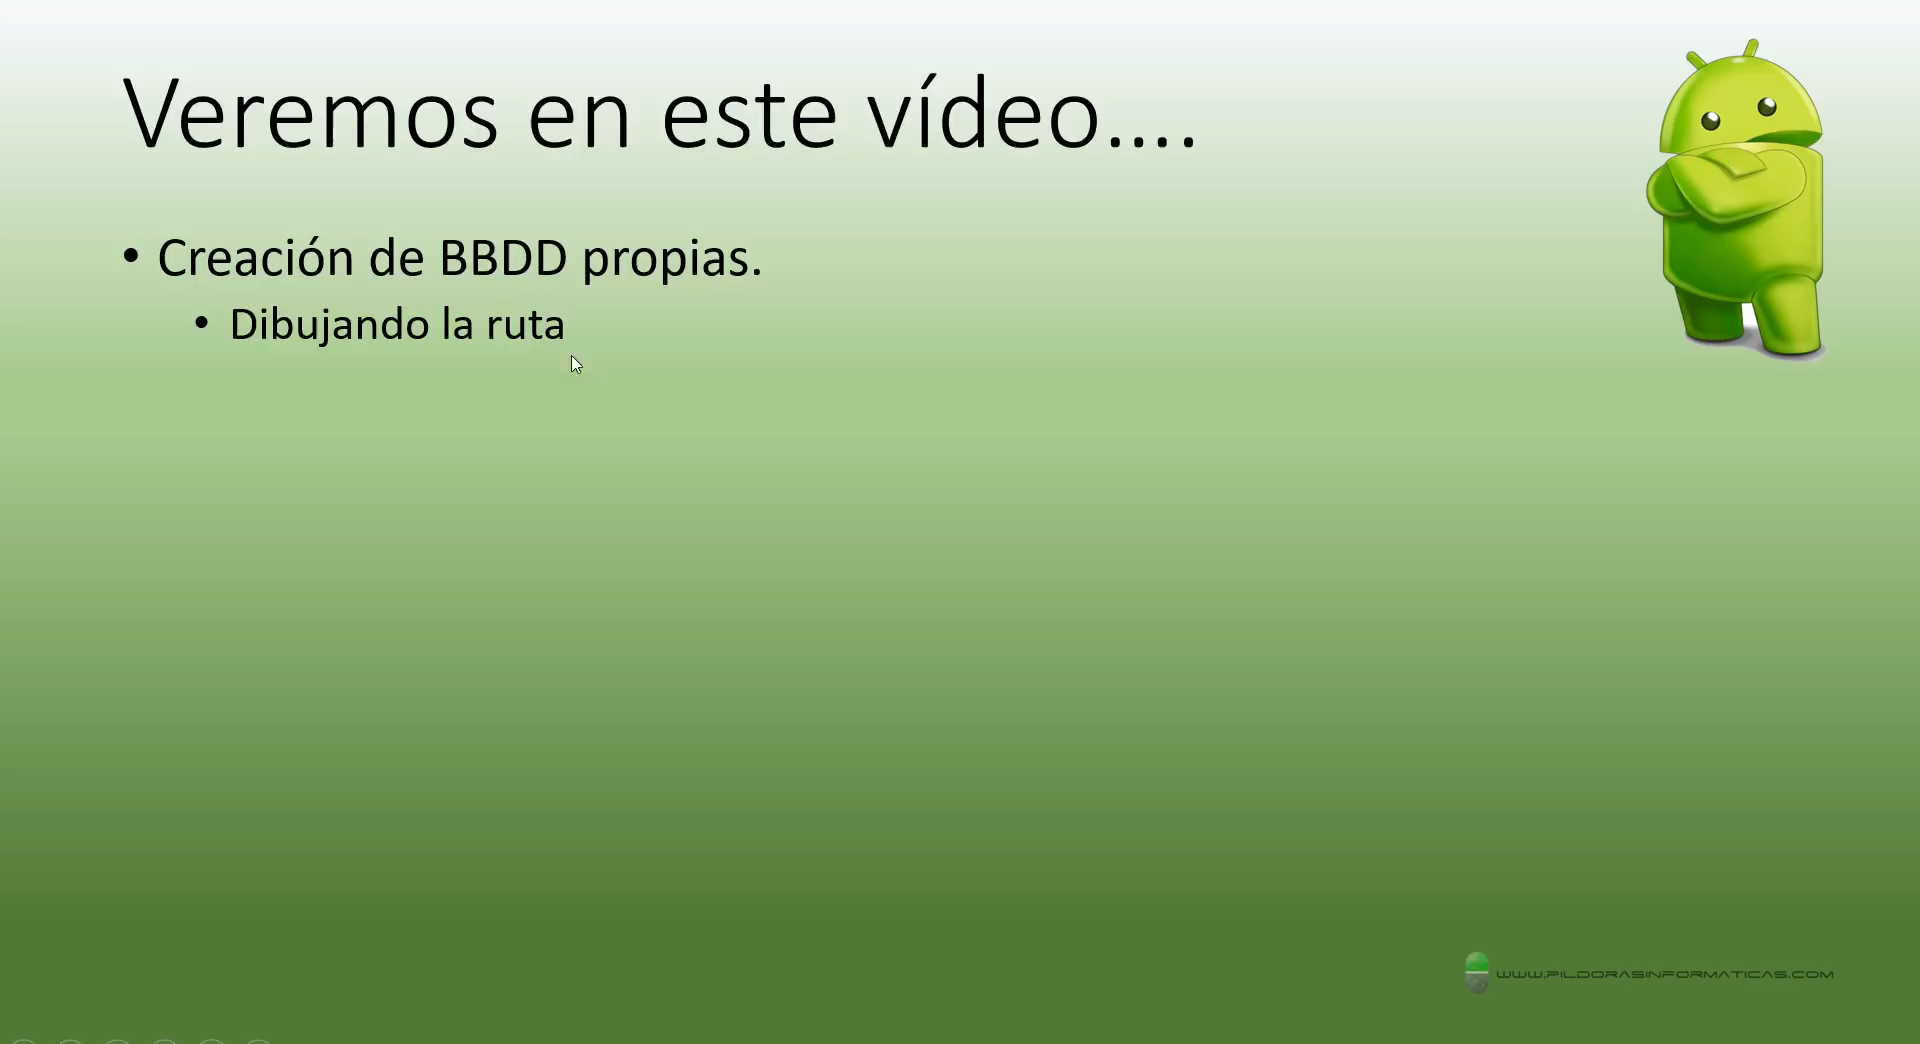 Veremos en este vídeo....
• Creación de BBDD propias.
• Dibujando la ruta
WWW.PILDORASINFORMATICAS.COM